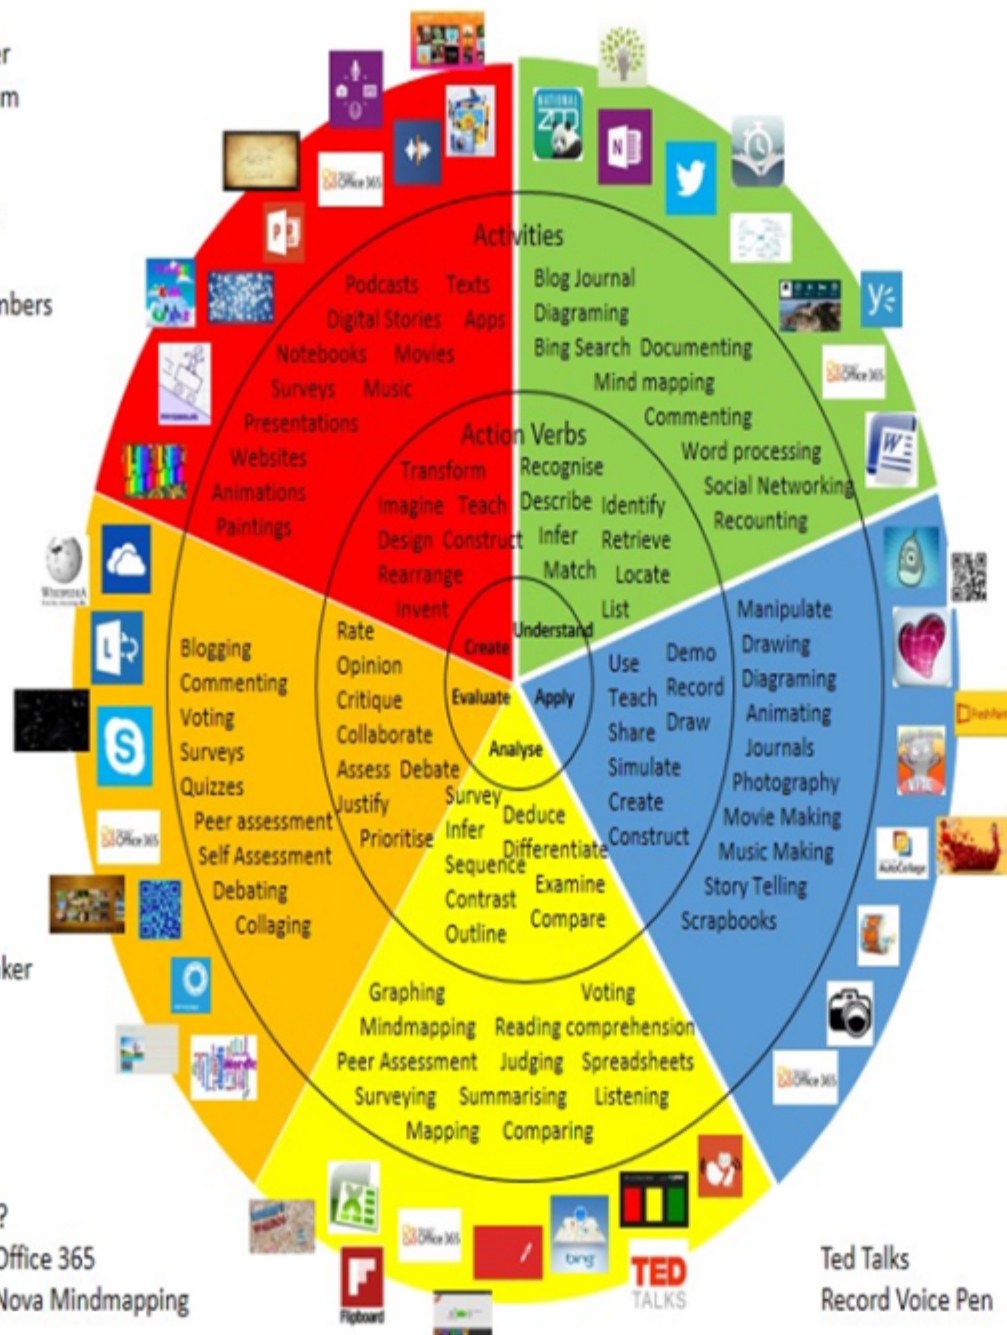 er
m
nbers
ker
?
Office 365
Nova Mindmapping
Ted Talks
Record Voice Pen
Activities
Podcasts Texts
Digital Stories Apps
Notebooks Movies
Surveys Music
Presentations
Websites
Animations
Paintings
Blog Journal
Diagraming
Bing Search Documenting
Mind mapping
Commenting
Word processing
Social Networking
Recounting
Action Verbs
Transform
Imagine Teach
Design Construct
Rearrange
Invent
Recognise
Describe Identify
Infer Retrieve
Match Locate
List
Create
Understand
Evaluate
Apply
Analyse
Blogging
Commenting
Voting
Surveys
Quizzes
Peer assessment
Self Assessment
Debating
Collaging
Rate
Opinion
Critique
Collaborate
Assess Debate
Justify
Prioritise
Use Demo
Teach Record
Share Draw
Simulate
Create
Construct
Manipulate
Drawing
Diagraming
Animating
Journals
Photography
Movie Making
Music Making
Story Telling
Scrapbooks
Survey Deduce
Infer Differentiate
Sequence Examine
Contrast Compare
Outline
Graphing Voting
Mindmapping Reading comprehension
Peer Assessment Judging Spreadsheets
Surveying Summarising Listening
Mapping Comparing
NATIONAL
ZOO
N
Office 365
P
y
Office 365
W
WIKIPEDIA
L
S
Office 365
FreshPaint
AutoCollage
Office 365
X
Office 365
bing
TED
TALKS
Flipboard